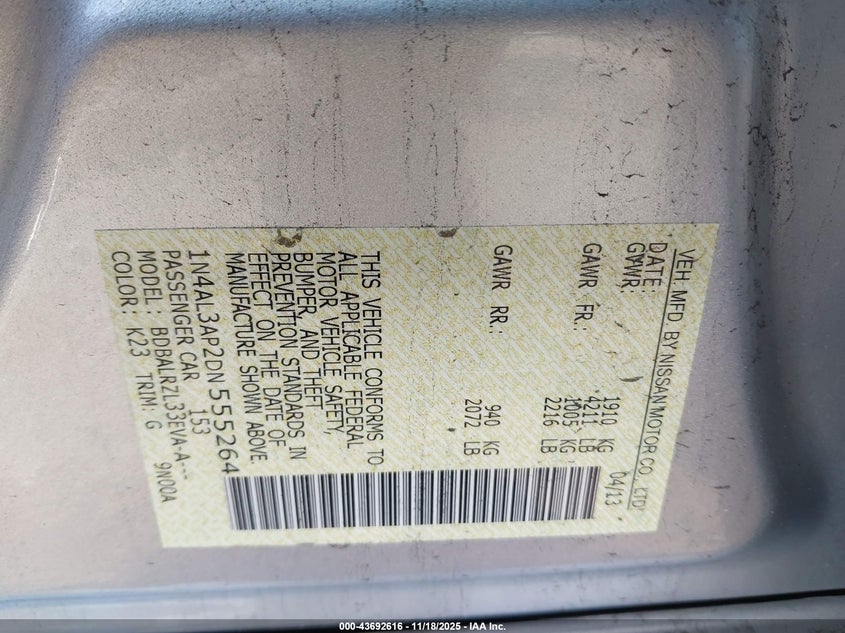 VEH. MFD. BY NISSAN MOTOR CO., LTD.
DATE: 04/13
GVWR: 1910 KG
4211 LB
GAWR FR.: 1005 KG
2216 LB
GAWR RR.: 940 KG
2072 LB
THIS VEHICLE CONFORMS TO
ALL APPLICABLE FEDERAL
MOTOR VEHICLE SAFETY,
BUMPER, AND THEFT
PREVENTION STANDARDS IN
EFFECT ON THE DATE OF
MANUFACTURE SHOWN ABOVE.
1N4AL3AP2DN555264
PASSENGER CAR 153
MODEL: BDBALRZL33EVA-A---
COLOR: K23 TRIM: G 9N00A
000-43692616 - 11/18/2025 - IAA Inc.